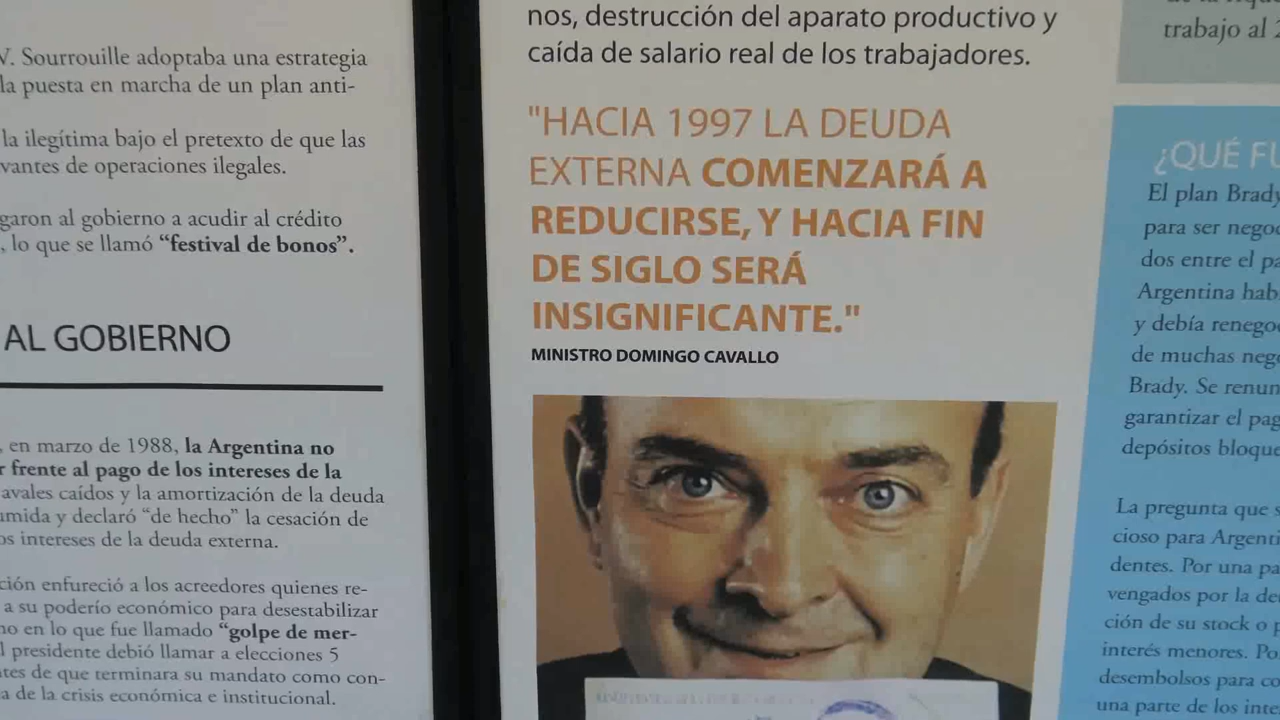 V. Sourrouille adoptaba una estrategia
la puesta en marcha de un plan anti-
la ilegítima bajo el pretexto de que las
vantes de operaciones ilegales.
garon al gobierno a acudir al crédito
, lo que se llamó “festival de bonos”.
AL GOBIERNO
, en marzo de 1988, la Argentina no
r frente al pago de los intereses de la
avales caídos y la amortización de la deuda
umida y declaró “de hecho” la cesación de
os intereses de la deuda externa.
ción enfureció a los acreedores quienes re-
a su poderío económico para desestabilizar
no en lo que fue llamado “golpe de mer-
l presidente debió llamar a elecciones 5
ntes de que terminara su mandato como con-
a de la crisis económica e institucional.
nos, destrucción del aparato productivo y
caída de salario real de los trabajadores.
"HACIA 1997 LA DEUDA
EXTERNA COMENZARÁ A
REDUCIRSE, Y HACIA FIN
DE SIGLO SERÁ
INSIGNIFICANTE."
MINISTRO DOMINGO CAVALLO
trabajo al 2
¿QUÉ FU
El plan Brady
para ser negoc
dos entre el pa
Argentina hab
y debía renegoc
de muchas nego
Brady. Se renun
garantizar el pag
depósitos bloque
La pregunta que s
cioso para Argenti
dentes. Por una pa
vengados por la de
ción de su stock o p
interés menores. Po
desembolsos para co
una parte de los inte